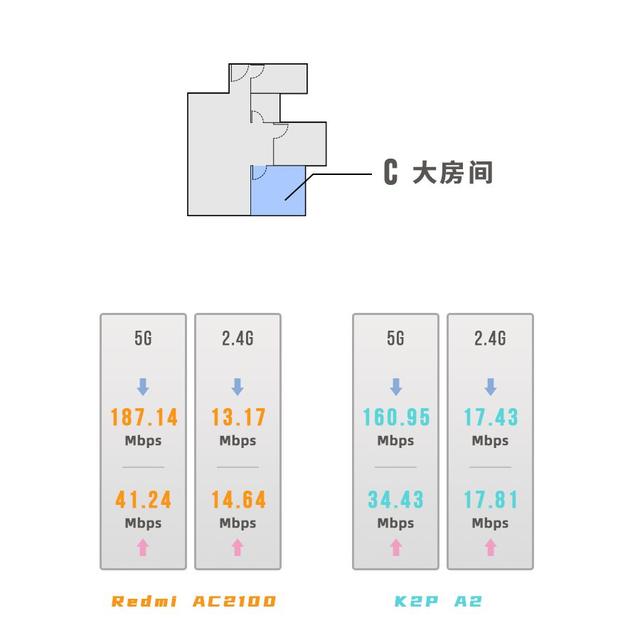 C 大房间
5G 2.4G 5G 2.4G
187.14 13.17 160.95 17.43
Mbps Mbps Mbps Mbps
41.24 14.64 34.43 17.81
Mbps Mbps Mbps Mbps
Redmi AC2100 K2P A2